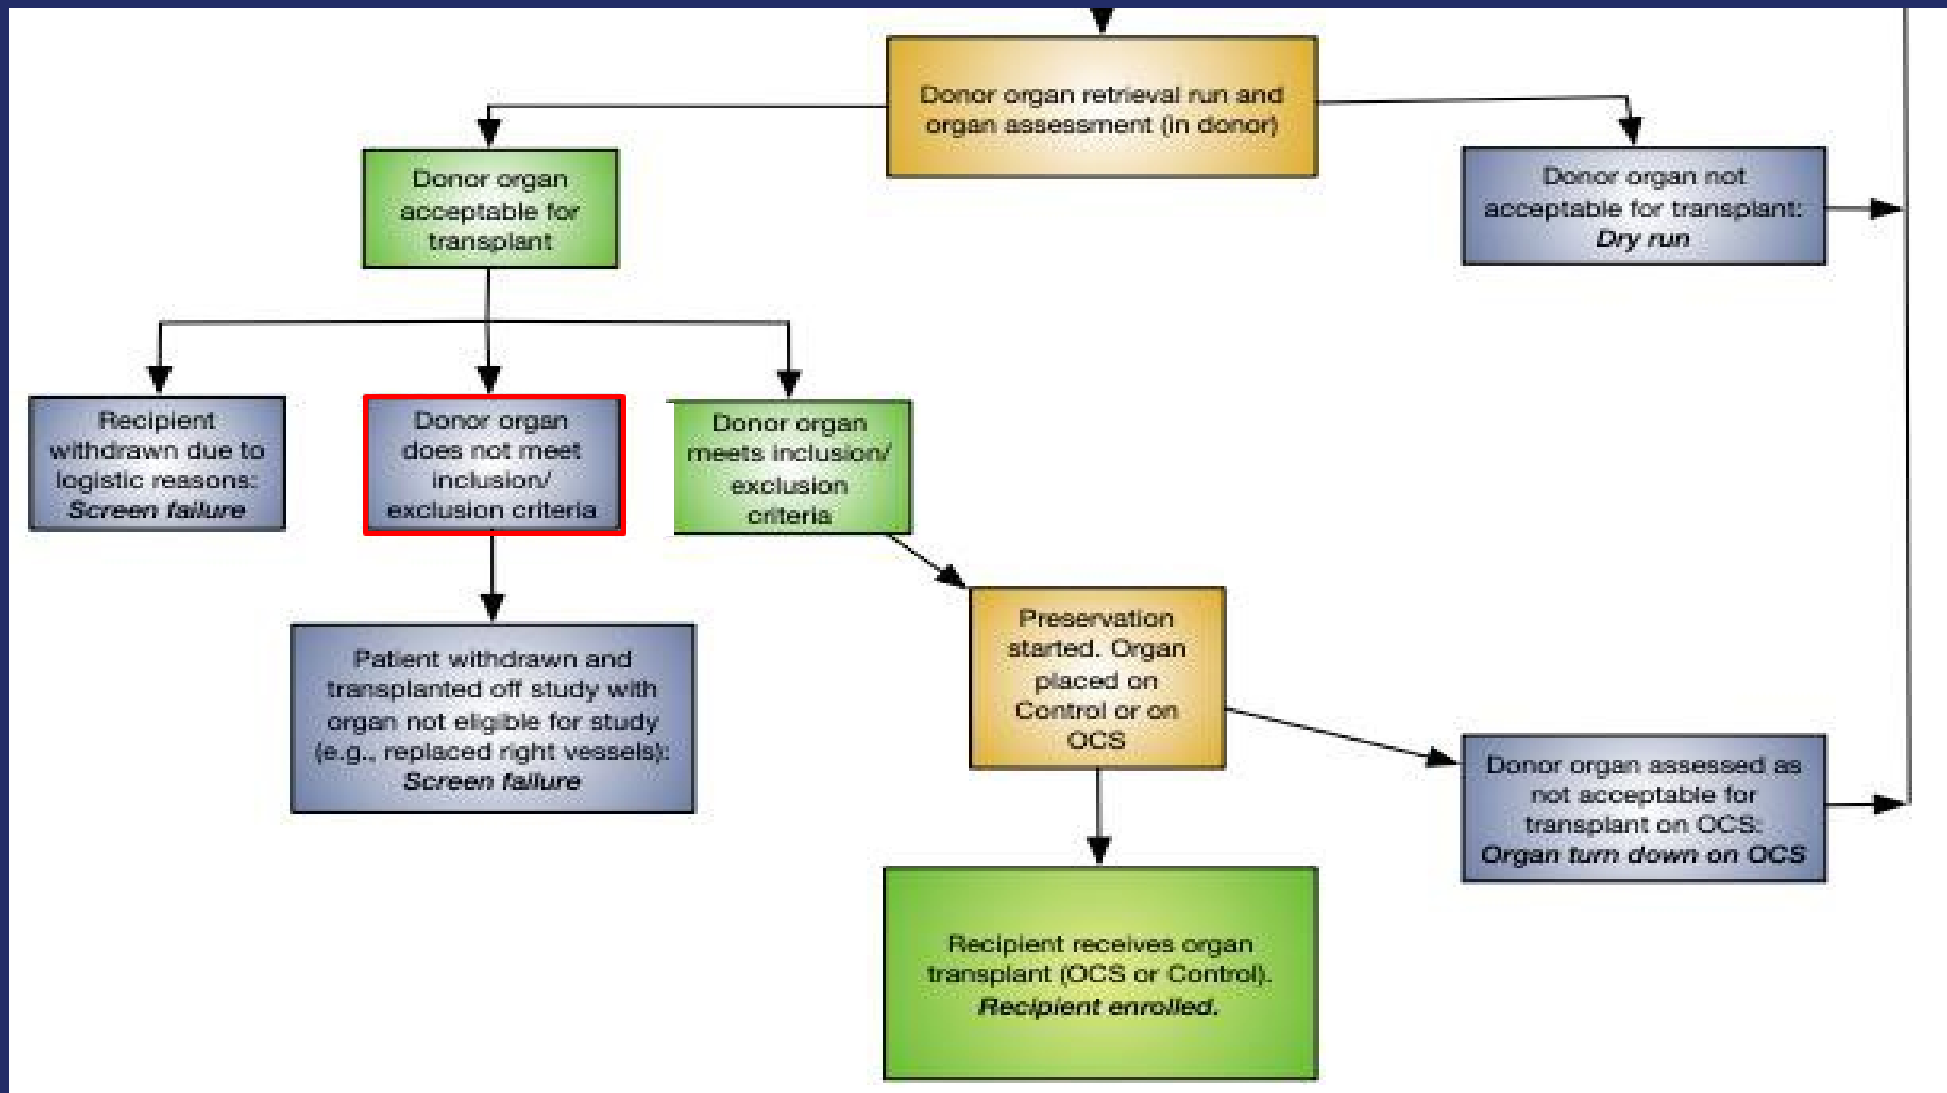 Donor organ retrieval run and
organ assessment (in donor)
Donor organ
acceptable for
transplant
Donor organ not
acceptable for transplant:
Dry run
Recipient
withdrawn due to
logistic reasons:
Screen failure
Donor organ
does not meet
inclusion/
exclusion criteria
Donor organ
meets inclusion/
exclusion
criteria
Patient withdrawn and
transplanted off study with
organ not eligible for study
(e.g., replaced right vessels):
Screen failure
Preservation
started. Organ
placed on
Control or on
OCS
Donor organ assessed as
not acceptable for
transplant on OCS:
Organ turn down on OCS
Recipient receives organ
transplant (OCS or Control).
Recipient enrolled.